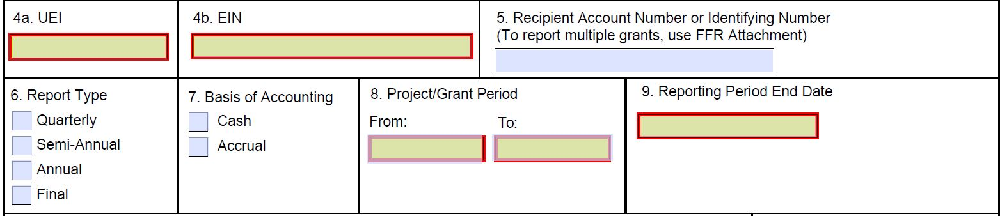 4a. UEI
4b. EIN
5. Recipient Account Number or Identifying Number
(To report multiple grants, use FFR Attachment)
6. Report Type
Quarterly
Semi-Annual
Annual
Final
7. Basis of Accounting
Cash
Accrual
8. Project/Grant Period
From:
To:
9. Reporting Period End Date